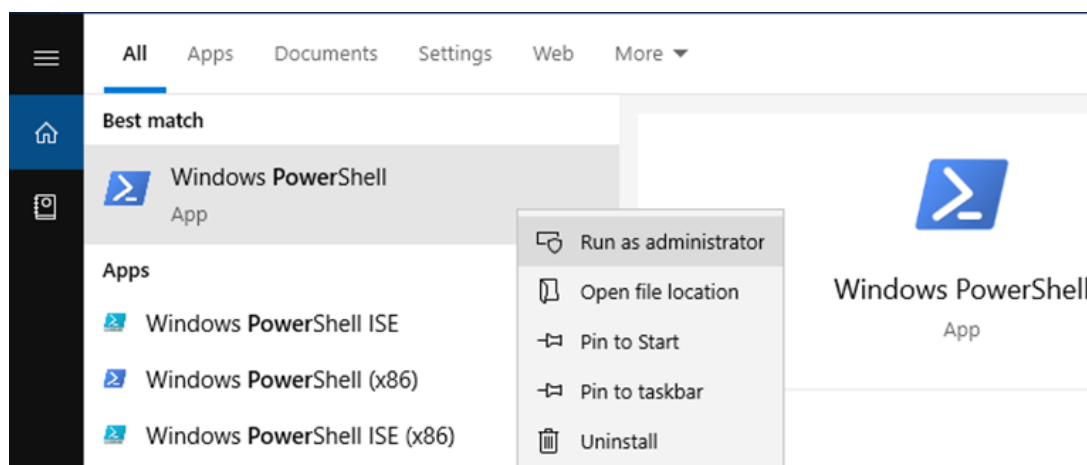 All Apps Documents Settings Web More
Best match
Windows PowerShell
App
Run as administrator
Open file location
Pin to Start
Pin to taskbar
Uninstall
Apps
Windows PowerShell ISE
Windows PowerShell (x86)
Windows PowerShell ISE (x86)
Windows PowerShell
App